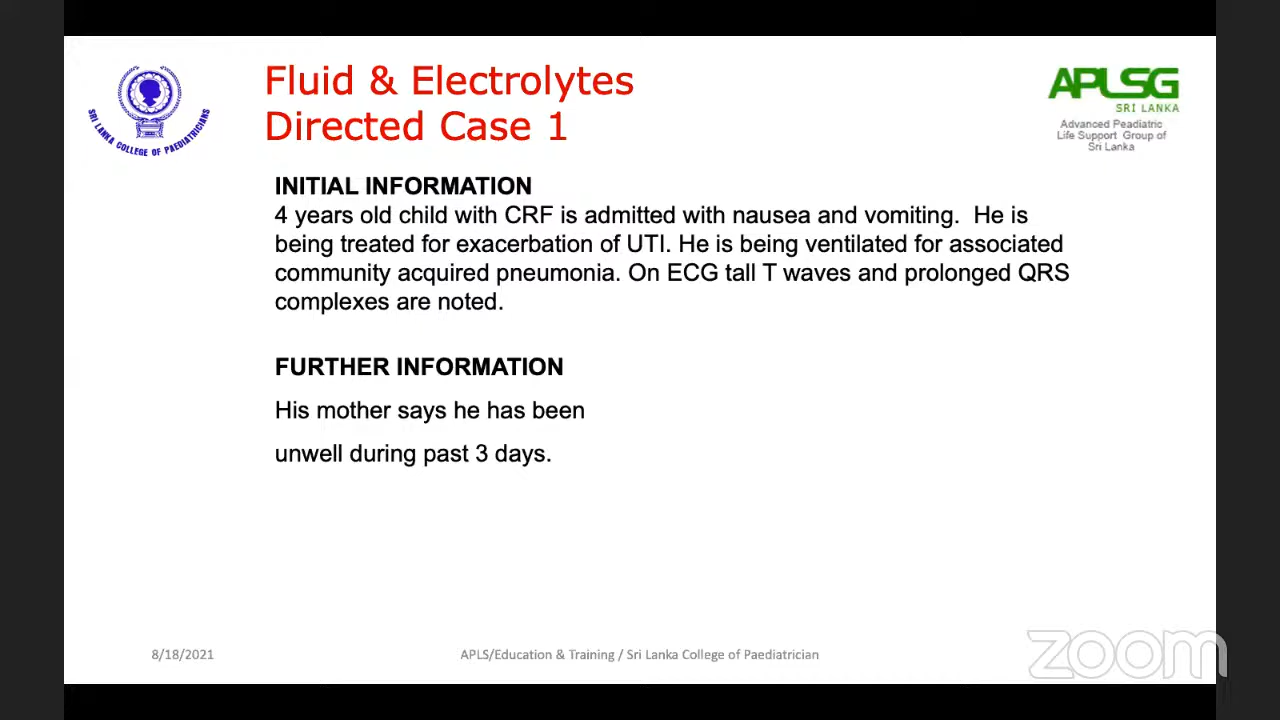 SRI LANKA COLLEGE OF PAEDIATRICIANS
Fluid & Electrolytes
Directed Case 1
APLSG
SRI LANKA
Advanced Peadiatric
Life Support Group of
Sri Lanka
INITIAL INFORMATION
4 years old child with CRF is admitted with nausea and vomiting. He is
being treated for exacerbation of UTI. He is being ventilated for associated
community acquired pneumonia. On ECG tall T waves and prolonged QRS
complexes are noted.
FURTHER INFORMATION
His mother says he has been
unwell during past 3 days.
8/18/2021
APLS/Education & Training / Sri Lanka College of Paediatrician
zoom